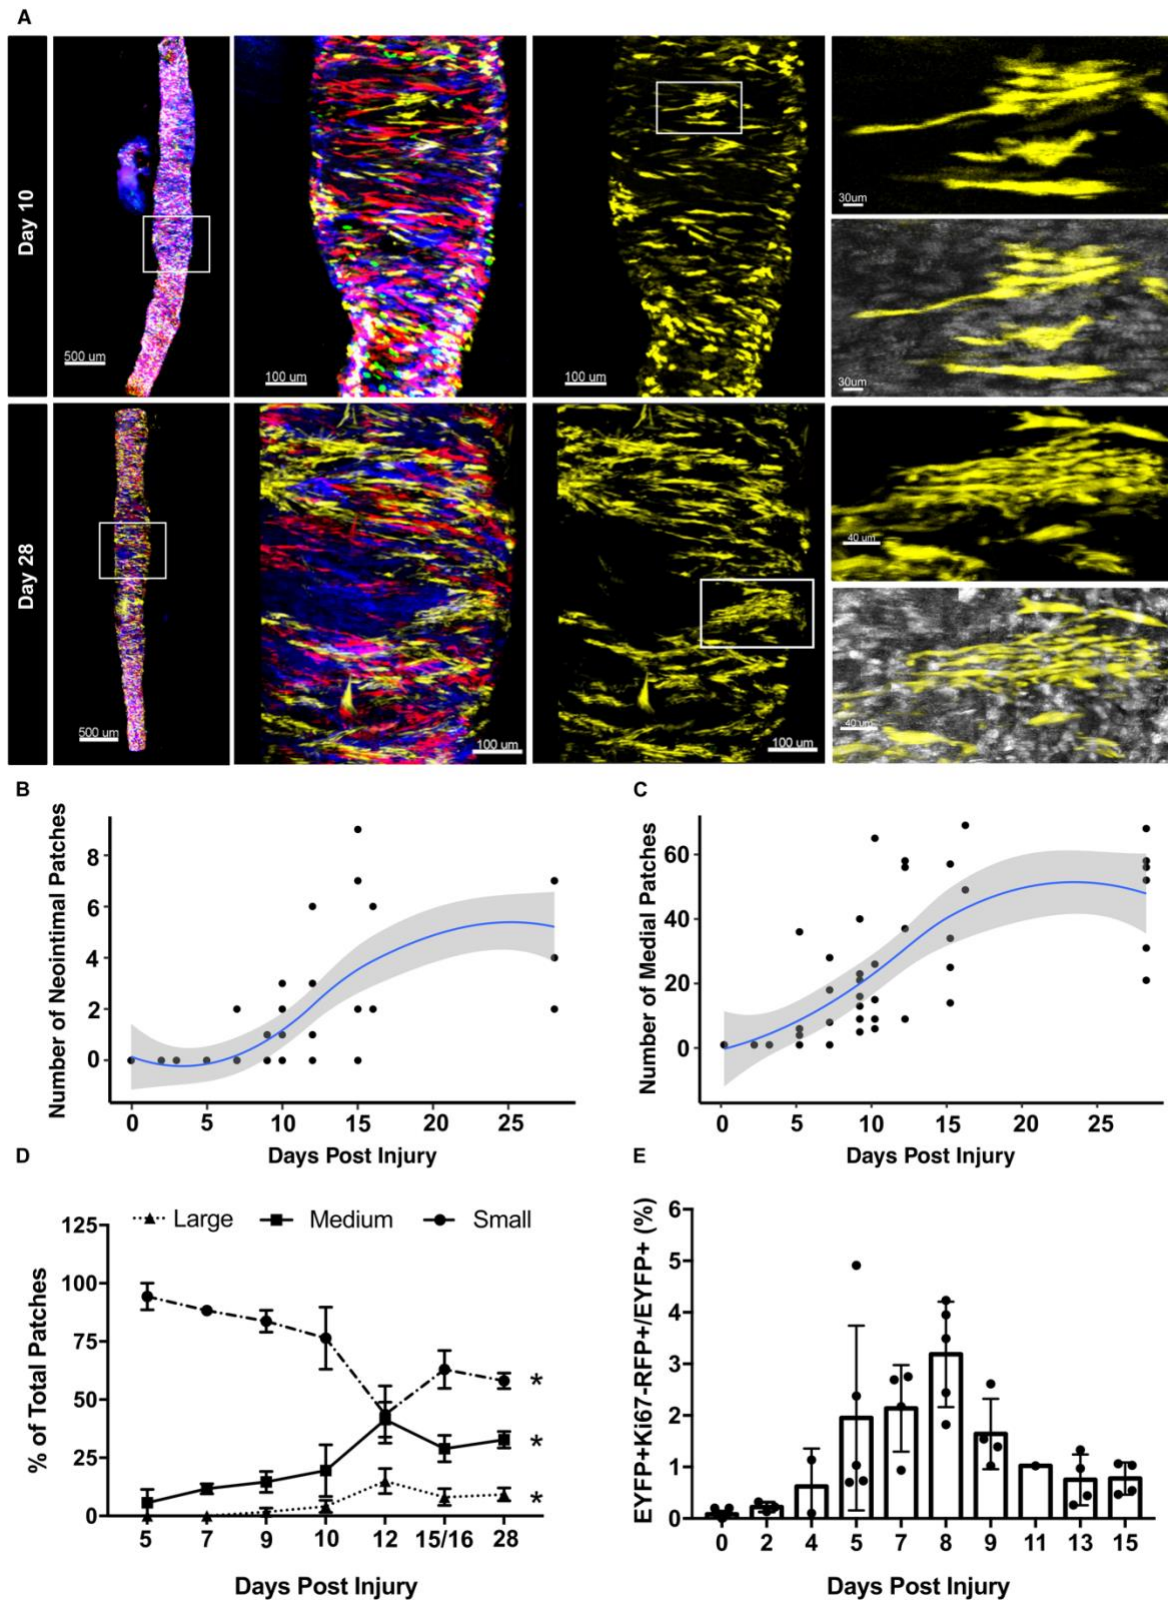 A
Day 10
500 um
100 um
100 um
30um
30um
Day 28
500 um
100 um
100 um
40 um
40 um
B
Number of Neointimal Patches
8
6
4
2
0
0 5 10 15 20 25
Days Post Injury
C
Number of Medial Patches
60
40
20
0
0 5 10 15 20 25
Days Post Injury
D
Large Medium Small
% of Total Patches
125
100
75
50
25
0
*
*
*
5 7 9 10 12 15/16 28
Days Post Injury
E
EYFP+Ki67-RFP+/EYFP+ (%)
6
5
4
3
2
1
0
0 2 4 5 7 8 9 11 13 15
Days Post Injury